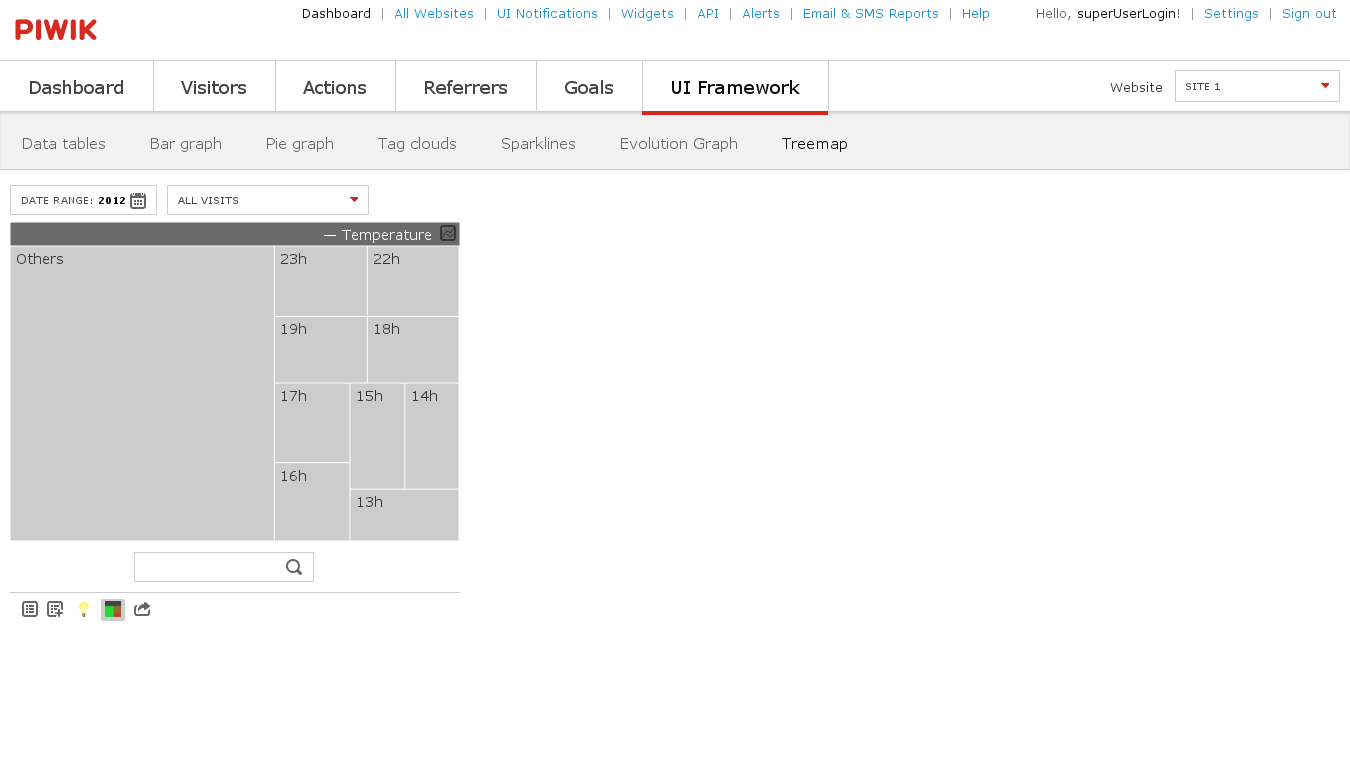 PIWIK
Dashboard | All Websites | UI Notifications | Widgets | API | Alerts | Email & SMS Reports | Help
Hello, superUserLogin! | Settings | Sign out
Dashboard Visitors Actions Referrers Goals UI Framework
Website SITE 1
Data tables Bar graph Pie graph Tag clouds Sparklines Evolution Graph Treemap
DATE RANGE: 2012 ALL VISITS
— Temperature
Others 23h 22h
19h 18h
17h 15h 14h
16h
13h